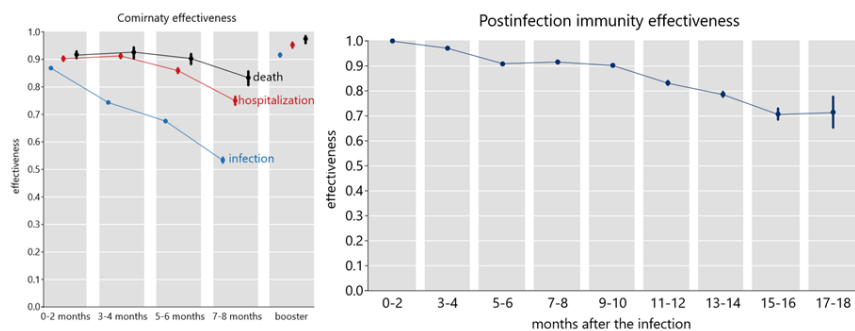 Comirnaty effectiveness
effectiveness
1.0
0.9
0.8
0.7
0.6
0.5
0.4
0.3
0.2
0.1
0.0
death
hospitalization
infection
0-2 months 3-4 months 5-6 months 7-8 months booster
Postinfection immunity effectiveness
effectiveness
1.0
0.9
0.8
0.7
0.6
0.5
0.4
0.3
0.2
0.1
0.0
0-2 3-4 5-6 7-8 9-10 11-12 13-14 15-16 17-18
months after the infection